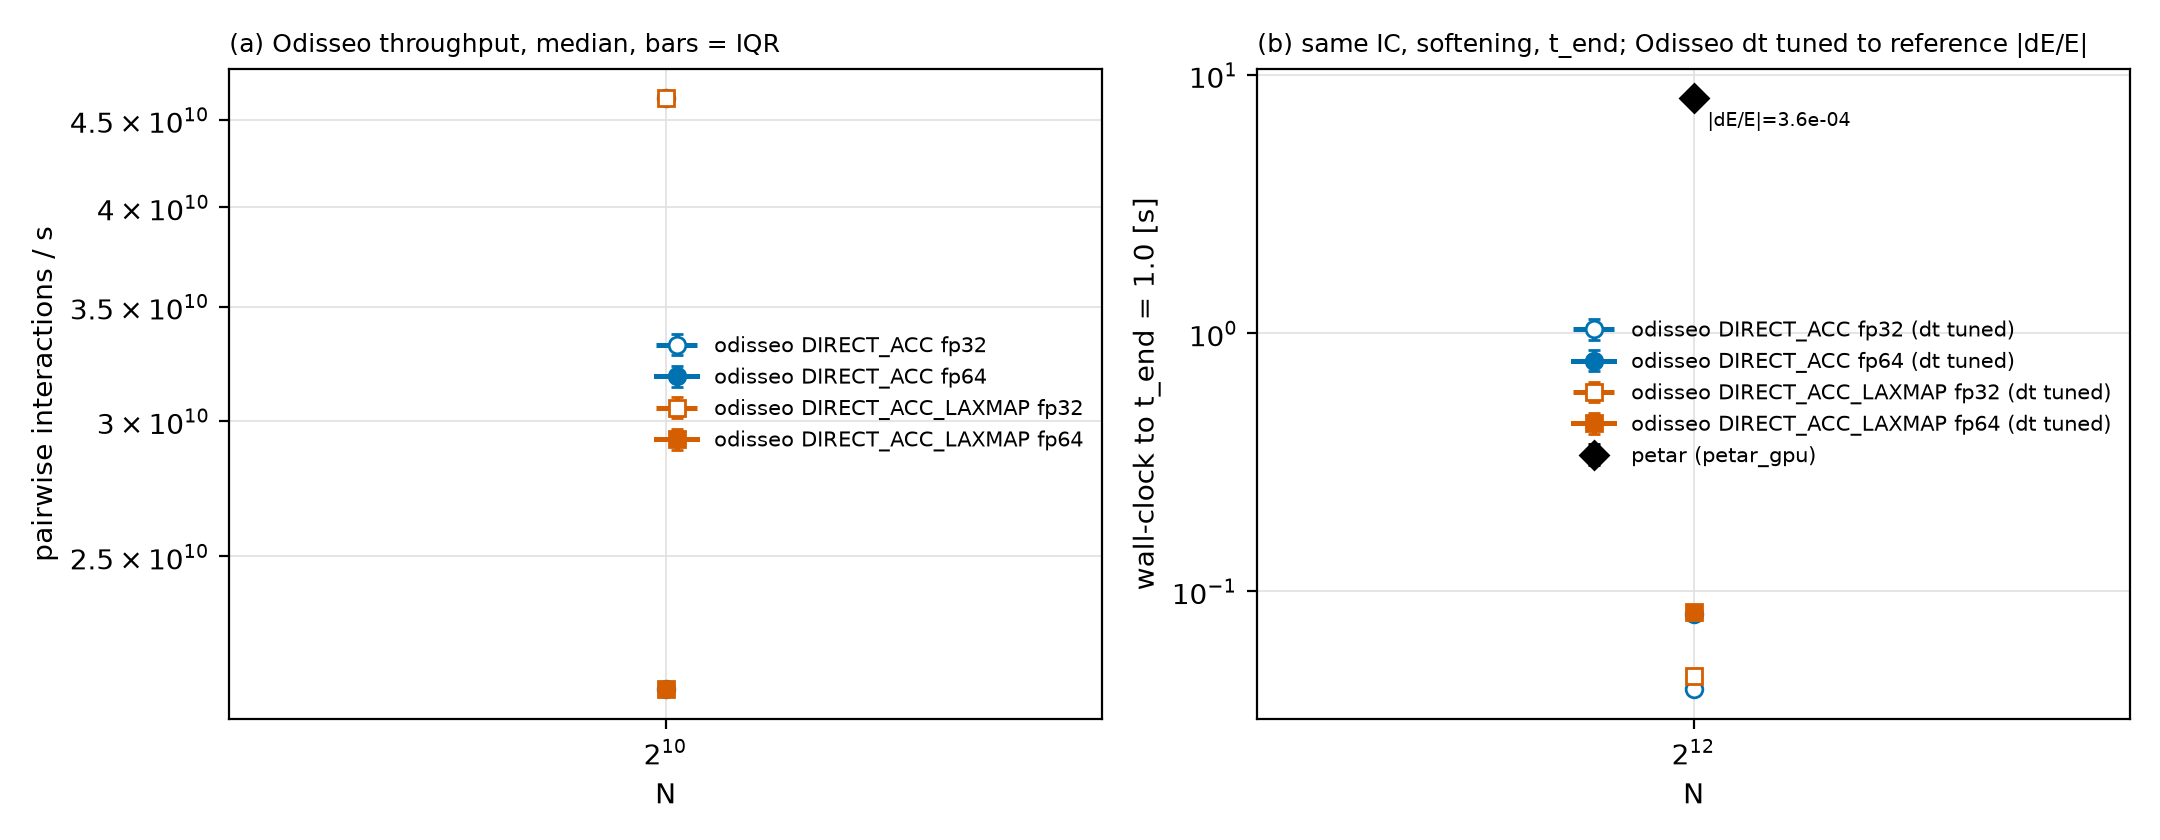 (a) Odisseo throughput, median, bars = IQR
pairwise interactions / s
4.5 × 10^10
4 × 10^10
3.5 × 10^10
3 × 10^10
2.5 × 10^10
odisseo DIRECT_ACC fp32
odisseo DIRECT_ACC fp64
odisseo DIRECT_ACC_LAXMAP fp32
odisseo DIRECT_ACC_LAXMAP fp64
2^10
N
(b) same IC, softening, t_end; Odisseo dt tuned to reference |dE/E|
wall-clock to t_end = 1.0 [s]
10^1
10^0
10^−1
|dE/E|=3.6e-04
odisseo DIRECT_ACC fp32 (dt tuned)
odisseo DIRECT_ACC fp64 (dt tuned)
odisseo DIRECT_ACC_LAXMAP fp32 (dt tuned)
odisseo DIRECT_ACC_LAXMAP fp64 (dt tuned)
petar (petar_gpu)
2^12
N